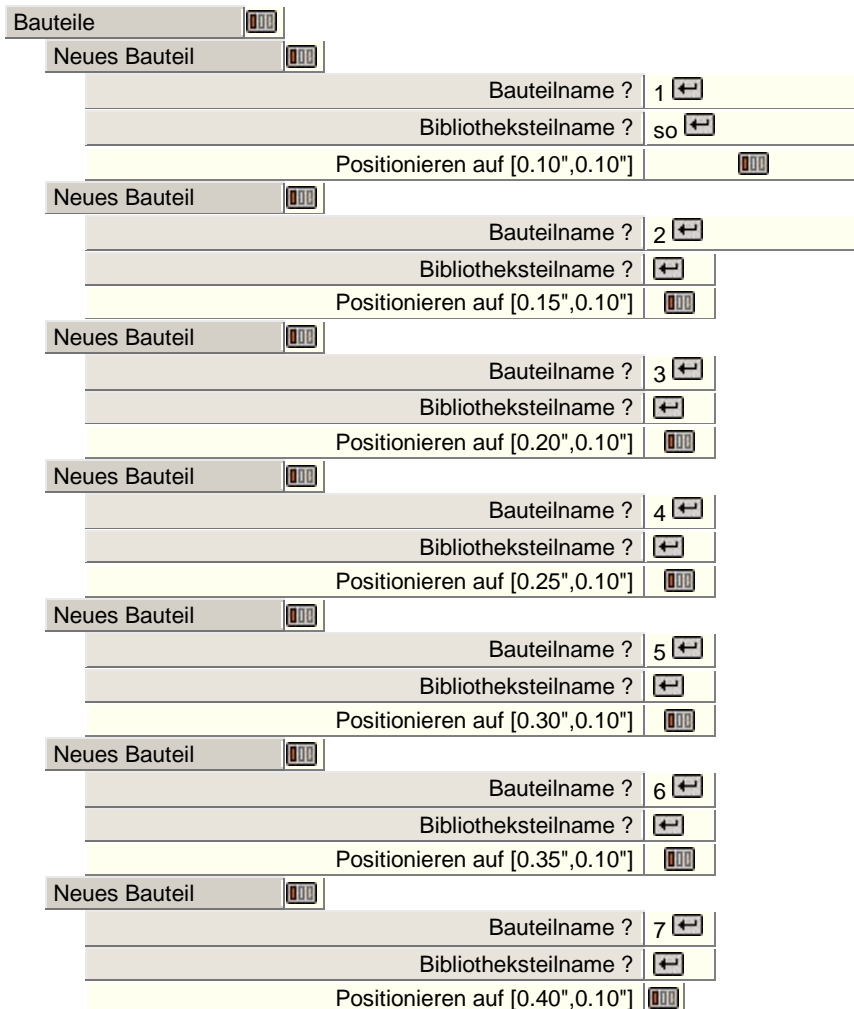 Bauteile
Neues Bauteil
Bauteilname ? 1
Bibliotheksteilname ? so
Positionieren auf [0.10",0.10"]
Neues Bauteil
Bauteilname ? 2
Bibliotheksteilname ?
Positionieren auf [0.15",0.10"]
Neues Bauteil
Bauteilname ? 3
Bibliotheksteilname ?
Positionieren auf [0.20",0.10"]
Neues Bauteil
Bauteilname ? 4
Bibliotheksteilname ?
Positionieren auf [0.25",0.10"]
Neues Bauteil
Bauteilname ? 5
Bibliotheksteilname ?
Positionieren auf [0.30",0.10"]
Neues Bauteil
Bauteilname ? 6
Bibliotheksteilname ?
Positionieren auf [0.35",0.10"]
Neues Bauteil
Bauteilname ? 7
Bibliotheksteilname ?
Positionieren auf [0.40",0.10"]